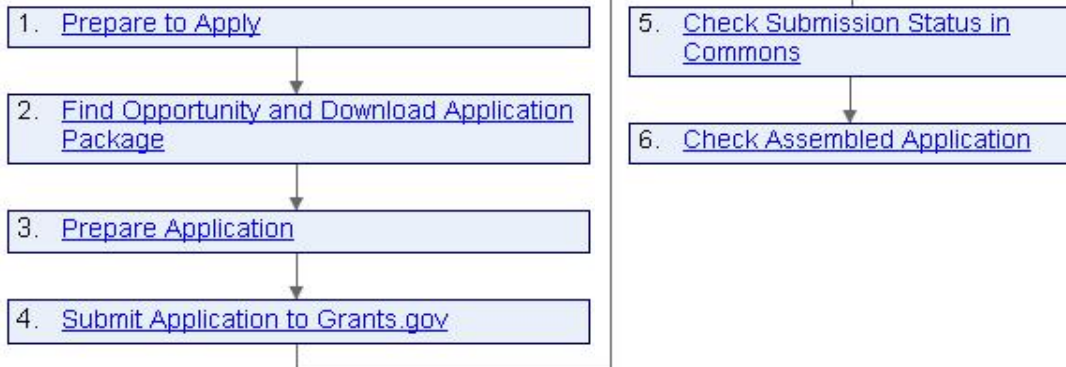 1. Prepare to Apply
2. Find Opportunity and Download Application
Package
3. Prepare Application
4. Submit Application to Grants.gov
5. Check Submission Status in
Commons
6. Check Assembled Application